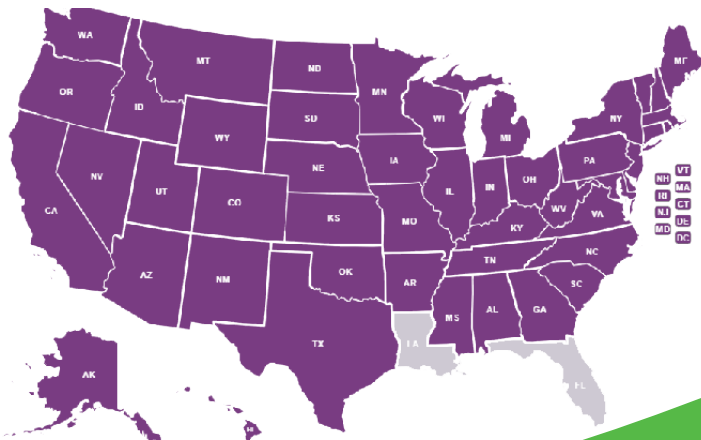 WA
MT
ND
MN
ME
OR
ID
SD
WI
NY
WY
MI
IA
PA
NE
NV
UT
IL
IN
OH
VT
NH
MA
RI
CT
NJ
DE
MD
DC
CA
CO
KS
MO
WV
VA
KY
NC
TN
AZ
NM
OK
AR
SC
MS
AL
GA
TX
LA
FL
AK
HI